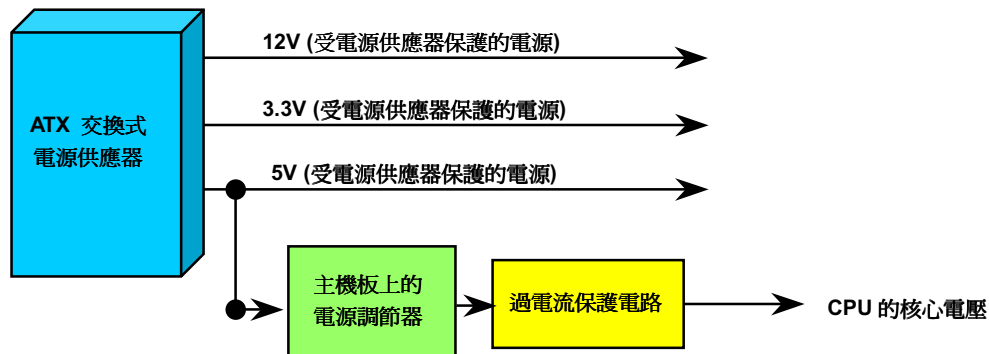 12V (受電源供應器保護的電源)
3.3V (受電源供應器保護的電源)
ATX 交換式
電源供應器
5V (受電源供應器保護的電源)
主機板上的
電源調節器
過電流保護電路
CPU 的核心電壓